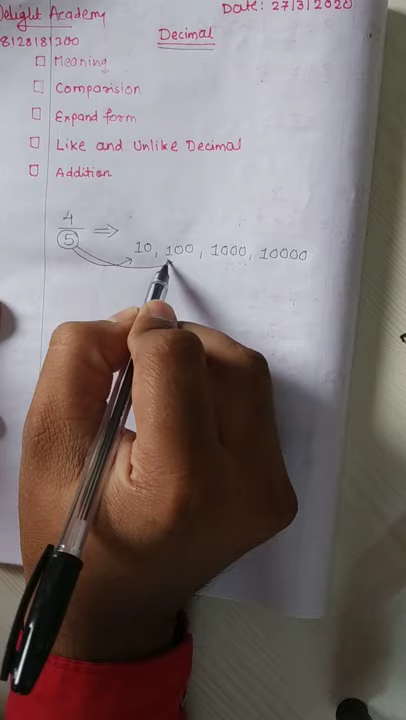 Delight Academy
Date: 27/3/2020
8128181300
Decimal
Meaning
Comparision
Expand form
Like and Unlike Decimal
Addition
4
5 ⇒
10, 100, 1000, 10000